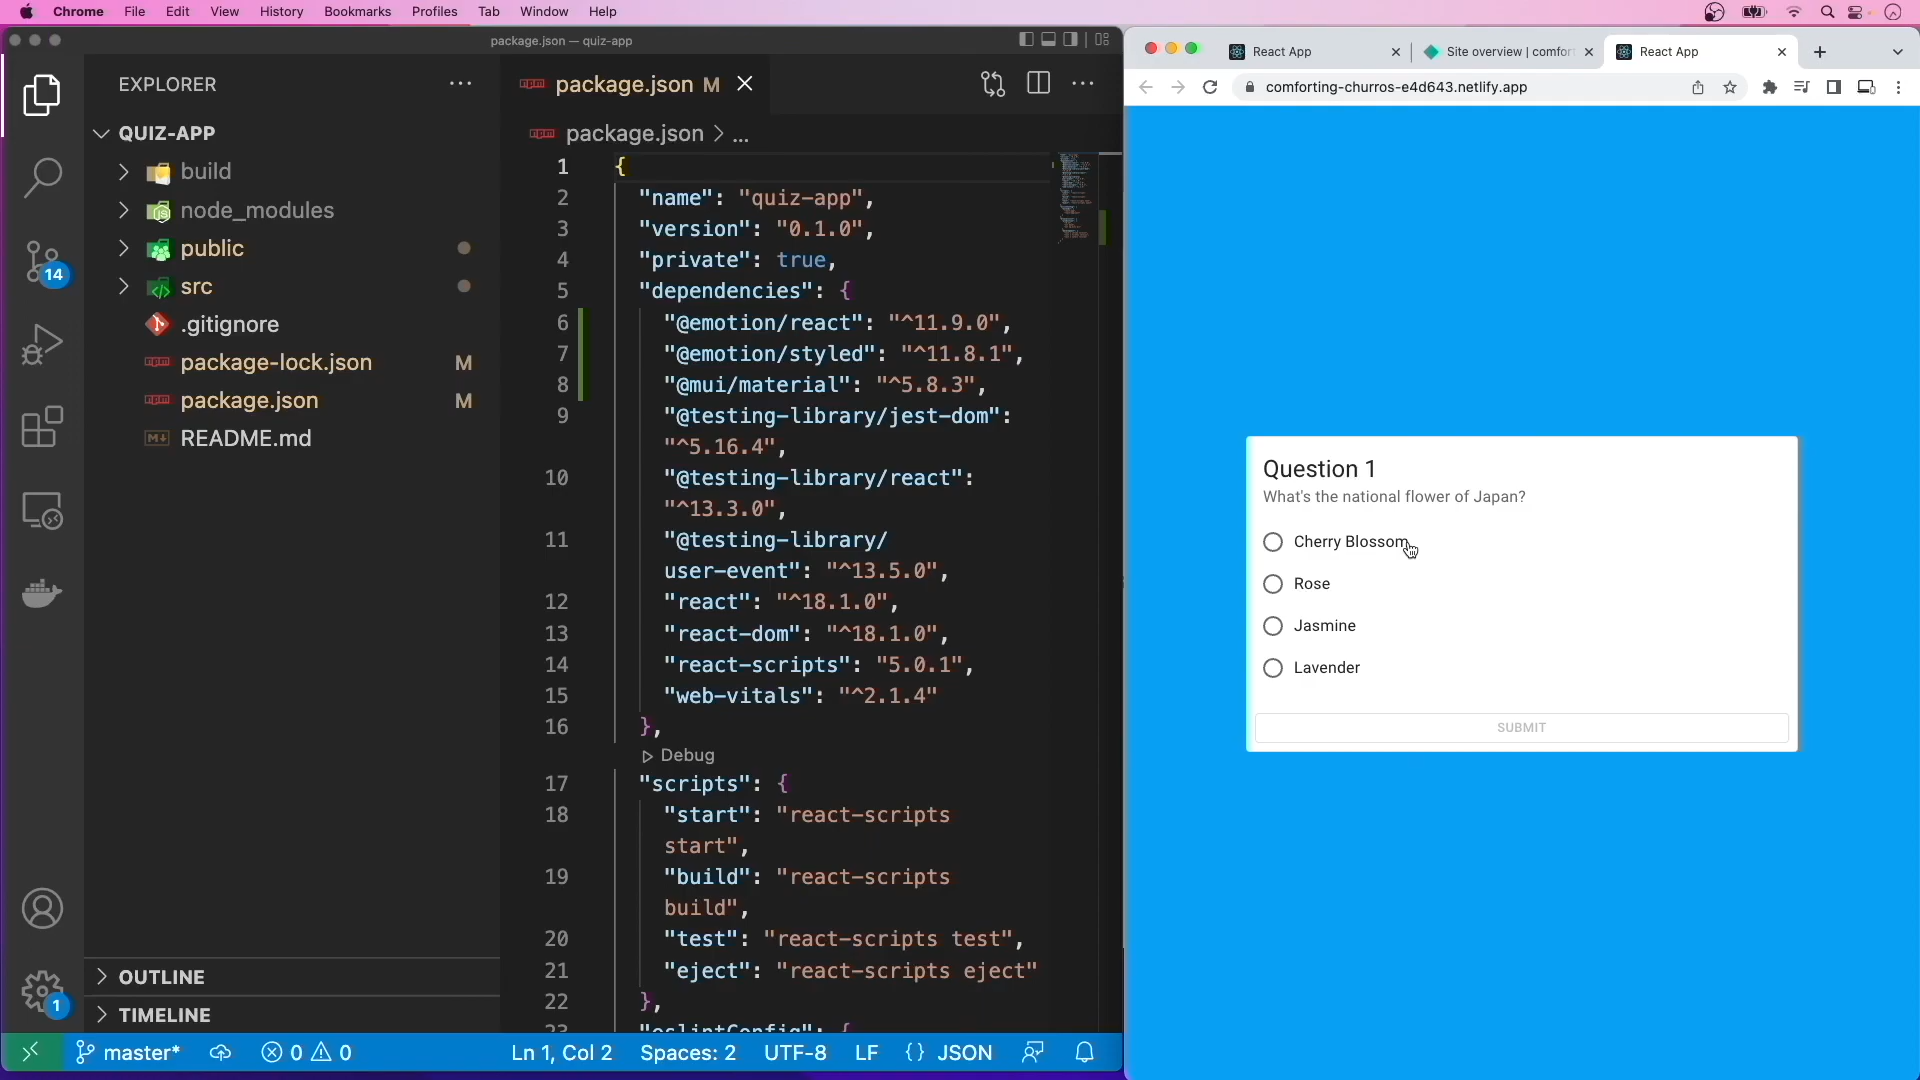 Chrome File Edit View History Bookmarks Profiles Tab Window Help
package.json — quiz-app
EXPLORER
QUIZ-APP
build
node_modules
public
src
.gitignore
package-lock.json M
package.json M
README.md
OUTLINE
TIMELINE
14
1
package.json M
package.json > ...
1 {
2 "name": "quiz-app",
3 "version": "0.1.0",
4 "private": true,
5 "dependencies": {
6 "@emotion/react": "^11.9.0",
7 "@emotion/styled": "^11.8.1",
8 "@mui/material": "^5.8.3",
9 "@testing-library/jest-dom":
"^5.16.4",
10 "@testing-library/react":
"^13.3.0",
11 "@testing-library/
user-event": "^13.5.0",
12 "react": "^18.1.0",
13 "react-dom": "^18.1.0",
14 "react-scripts": "5.0.1",
15 "web-vitals": "^2.1.4"
16 },
Debug
17 "scripts": {
18 "start": "react-scripts
start",
19 "build": "react-scripts
build",
20 "test": "react-scripts test",
21 "eject": "react-scripts eject"
22 },
23 "eslintConfig": {
master* 0 0 Ln 1, Col 2 Spaces: 2 UTF-8 LF {} JSON
React App Site overview | comfor React App
comforting-churros-e4d643.netlify.app
Question 1
What's the national flower of Japan?
Cherry Blossom
Rose
Jasmine
Lavender
SUBMIT